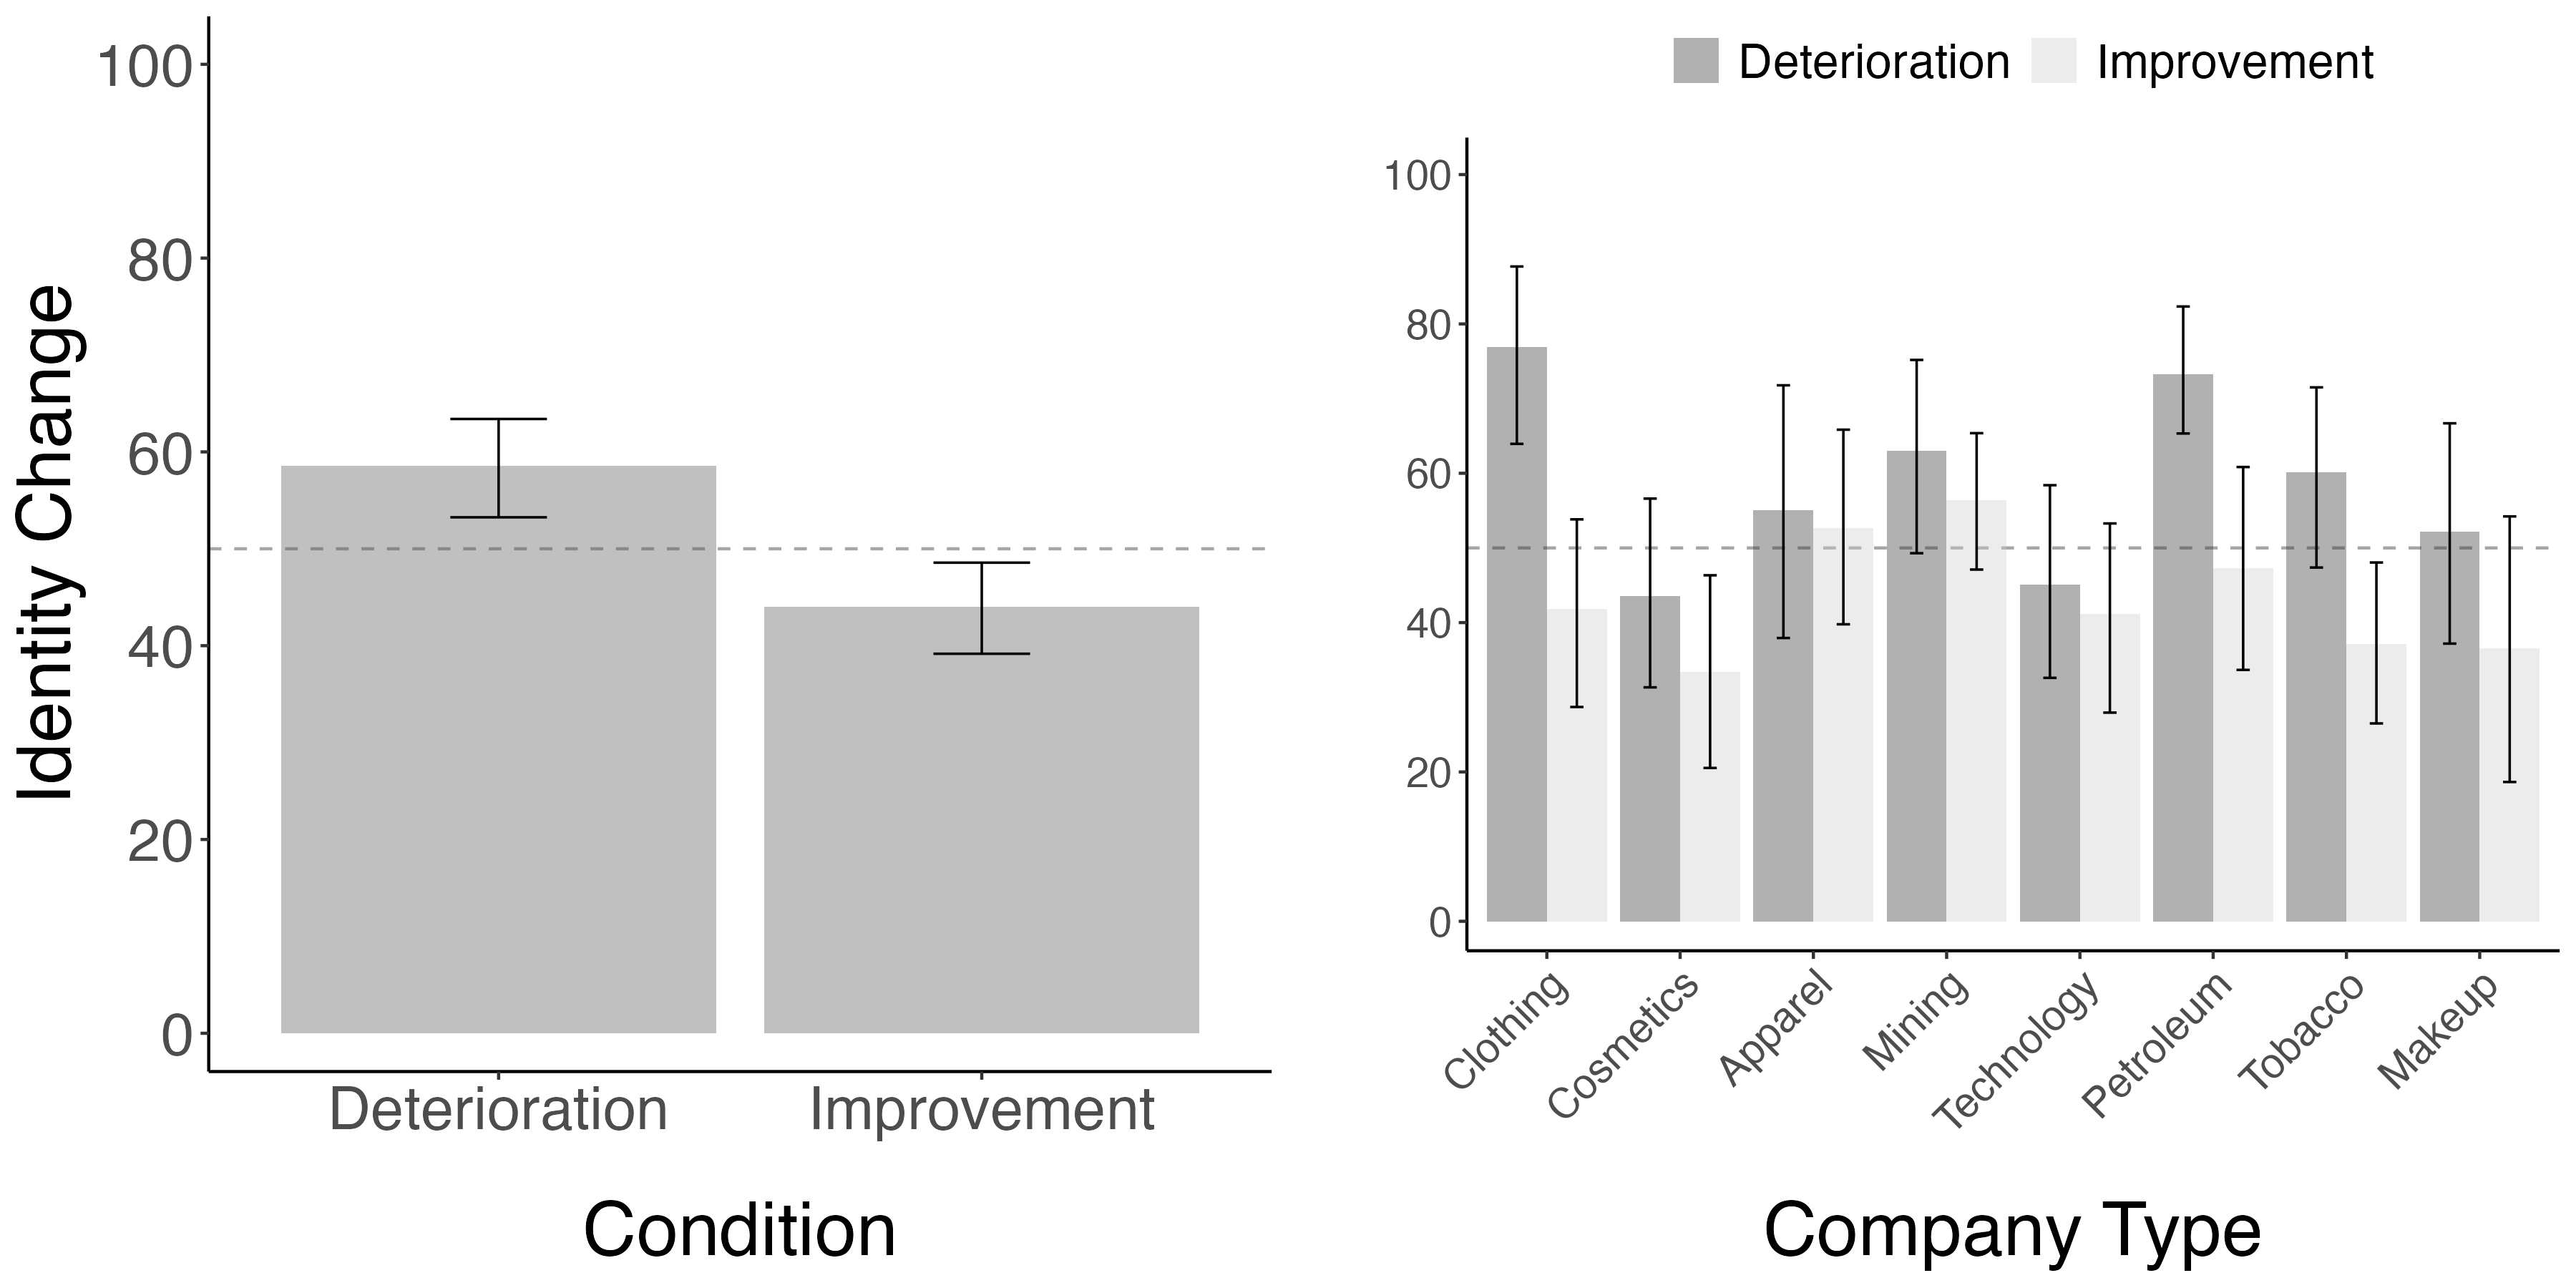 Identity Change
100
80
60
40
20
0
Deterioration
Improvement
Condition
Deterioration
Improvement
100
80
60
40
20
0
Clothing
Cosmetics
Apparel
Mining
Technology
Petroleum
Tobacco
Makeup
Company Type